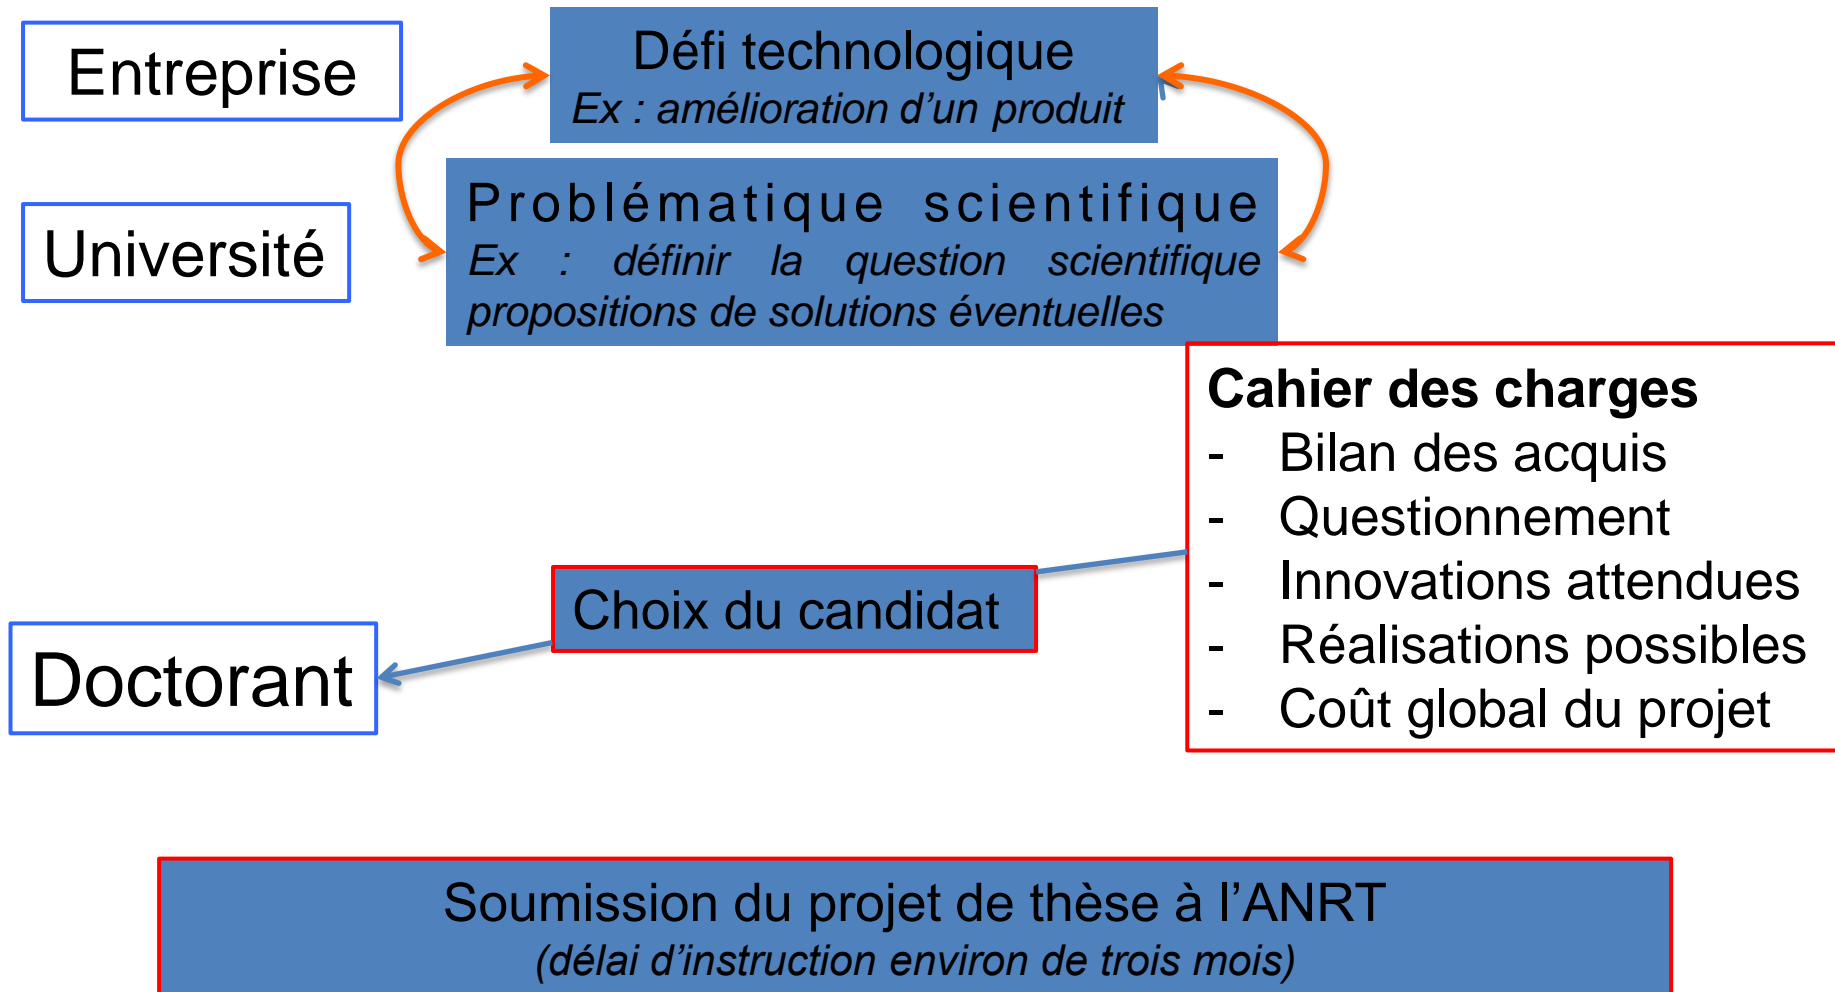 Entreprise
Défi technologique
Ex : amélioration d’un produit
Université
Problématique scientifique
Ex : définir la question scientifique
propositions de solutions éventuelles
Cahier des charges
- Bilan des acquis
- Questionnement
- Innovations attendues
- Réalisations possibles
- Coût global du projet
Choix du candidat
Doctorant
Soumission du projet de thèse à l’ANRT
(délai d’instruction environ de trois mois)